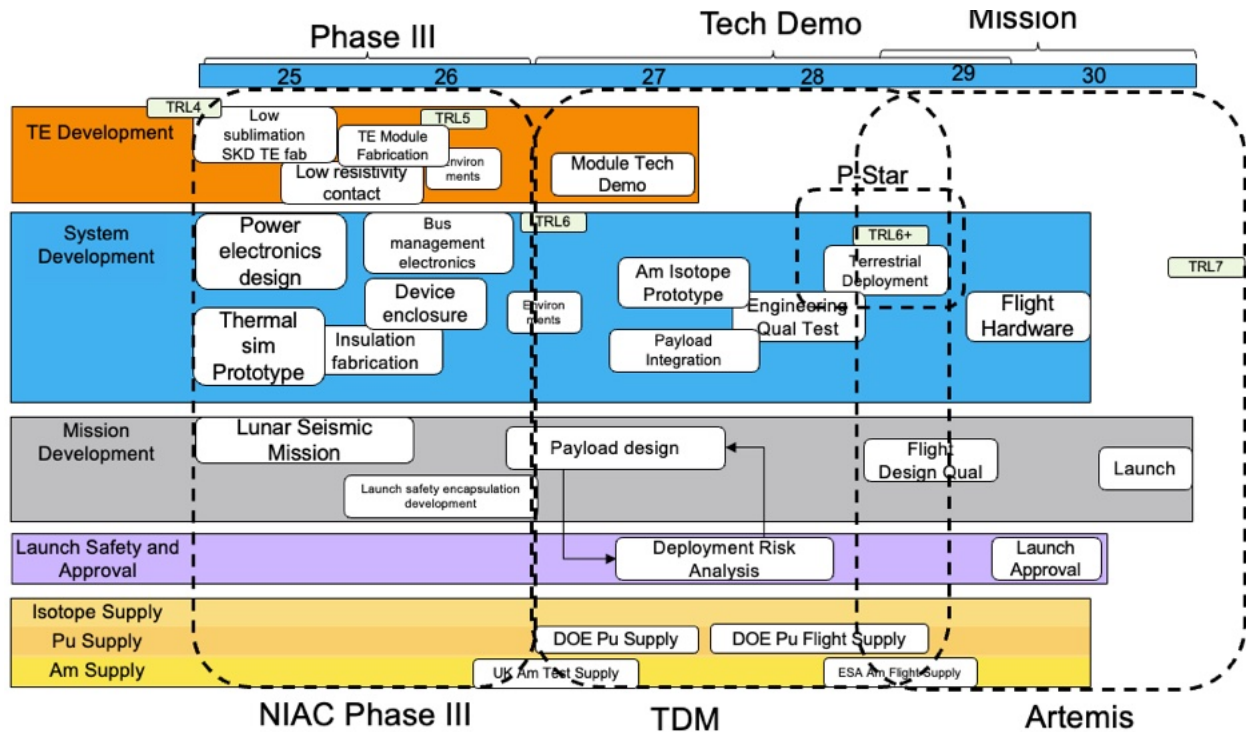 Phase III
Tech Demo
Mission
25
26
27
28
29
30
TRL4
TE Development
Low
sublimation
SKD TE fab
TE Module
Fabrication
TRL5
Low resistivity
contact
Environ
ments
Module Tech
Demo
P-Star
System
Development
Power
electronics
design
Bus
management
electronics
TRL6
Device
enclosure
Environ
ments
Thermal
sim
Prototype
Insulation
fabrication
Am Isotope
Prototype
Engineering
Qual Test
Payload
Integration
TRL6+
Terrestrial
Deployment
Flight
Hardware
TRL7
Mission
Development
Lunar Seismic
Mission
Launch safety encapsulation
development
Payload design
Flight
Design Qual
Launch
Launch Safety and
Approval
Deployment Risk
Analysis
Launch
Approval
Isotope Supply
Pu Supply
DOE Pu Supply
DOE Pu Flight Supply
Am Supply
UK Am Test Supply
ESA Am Flight Supply
NIAC Phase III
TDM
Artemis